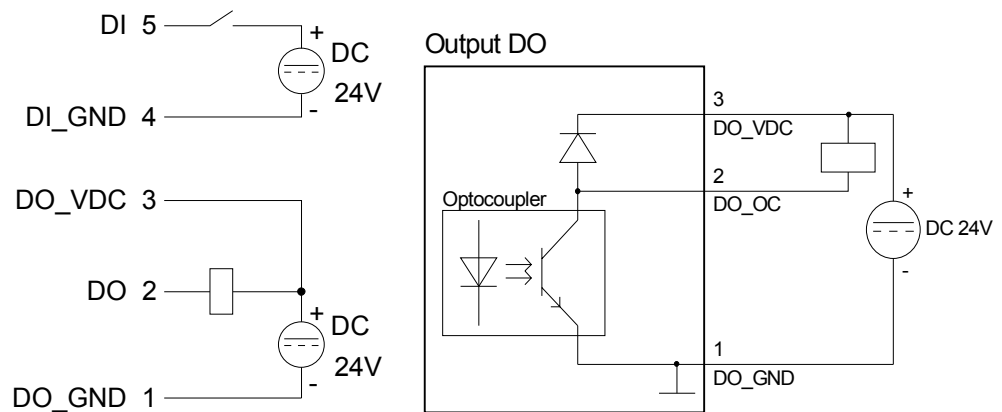 DI 5
+
DC
24V
-
DI_GND 4
DO_VDC 3
DO 2
+
DC
24V
-
DO_GND 1
Output DO
3
DO_VDC
2
DO_OC
Optocoupler
+
DC 24V
-
1
DO_GND